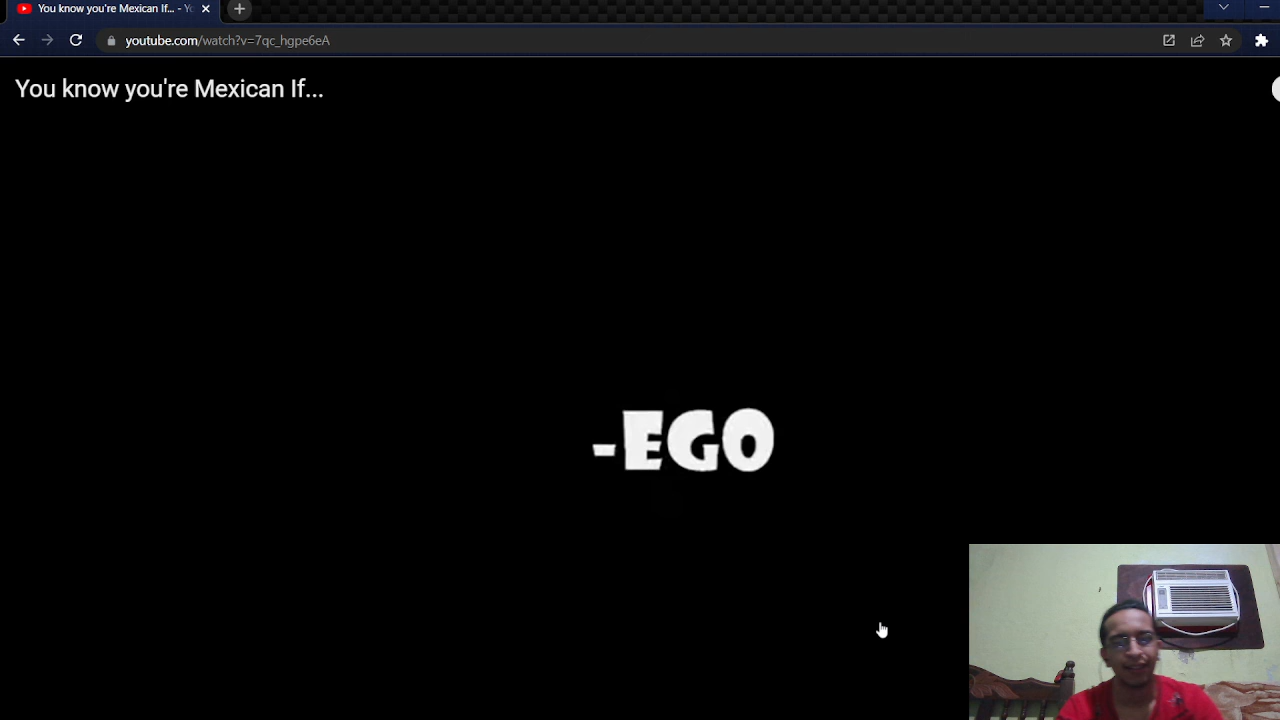 You know you're Mexican If... - Yo
youtube.com/watch?v=7qc_hgpe6eA
You know you're Mexican If...
-EGO